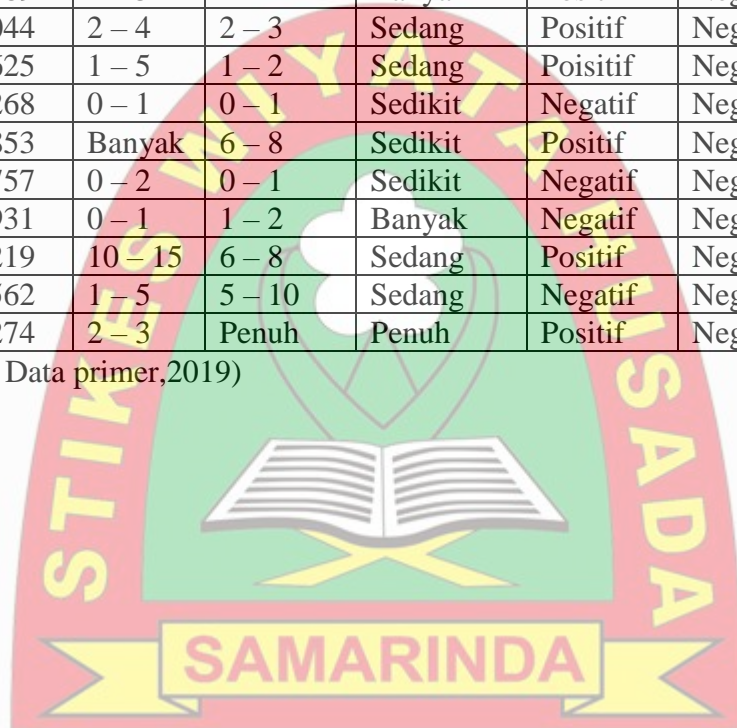 044 2 – 4 2 – 3 Sedang Positif Neg
525 1 – 5 1 – 2 Sedang Poisitif Neg
268 0 – 1 0 – 1 Sedikit Negatif Neg
353 Banyak 6 – 8 Sedikit Positif Neg
757 0 – 2 0 – 1 Sedikit Negatif Neg
931 0 – 1 1 – 2 Banyak Negatif Neg
219 10 – 15 6 – 8 Sedang Positif Neg
562 1 – 5 5 – 10 Sedang Negatif Neg
274 2 – 3 Penuh Penuh Positif Neg
Data primer,2019)
STIKES WIYATA HUSADA
SAMARINDA